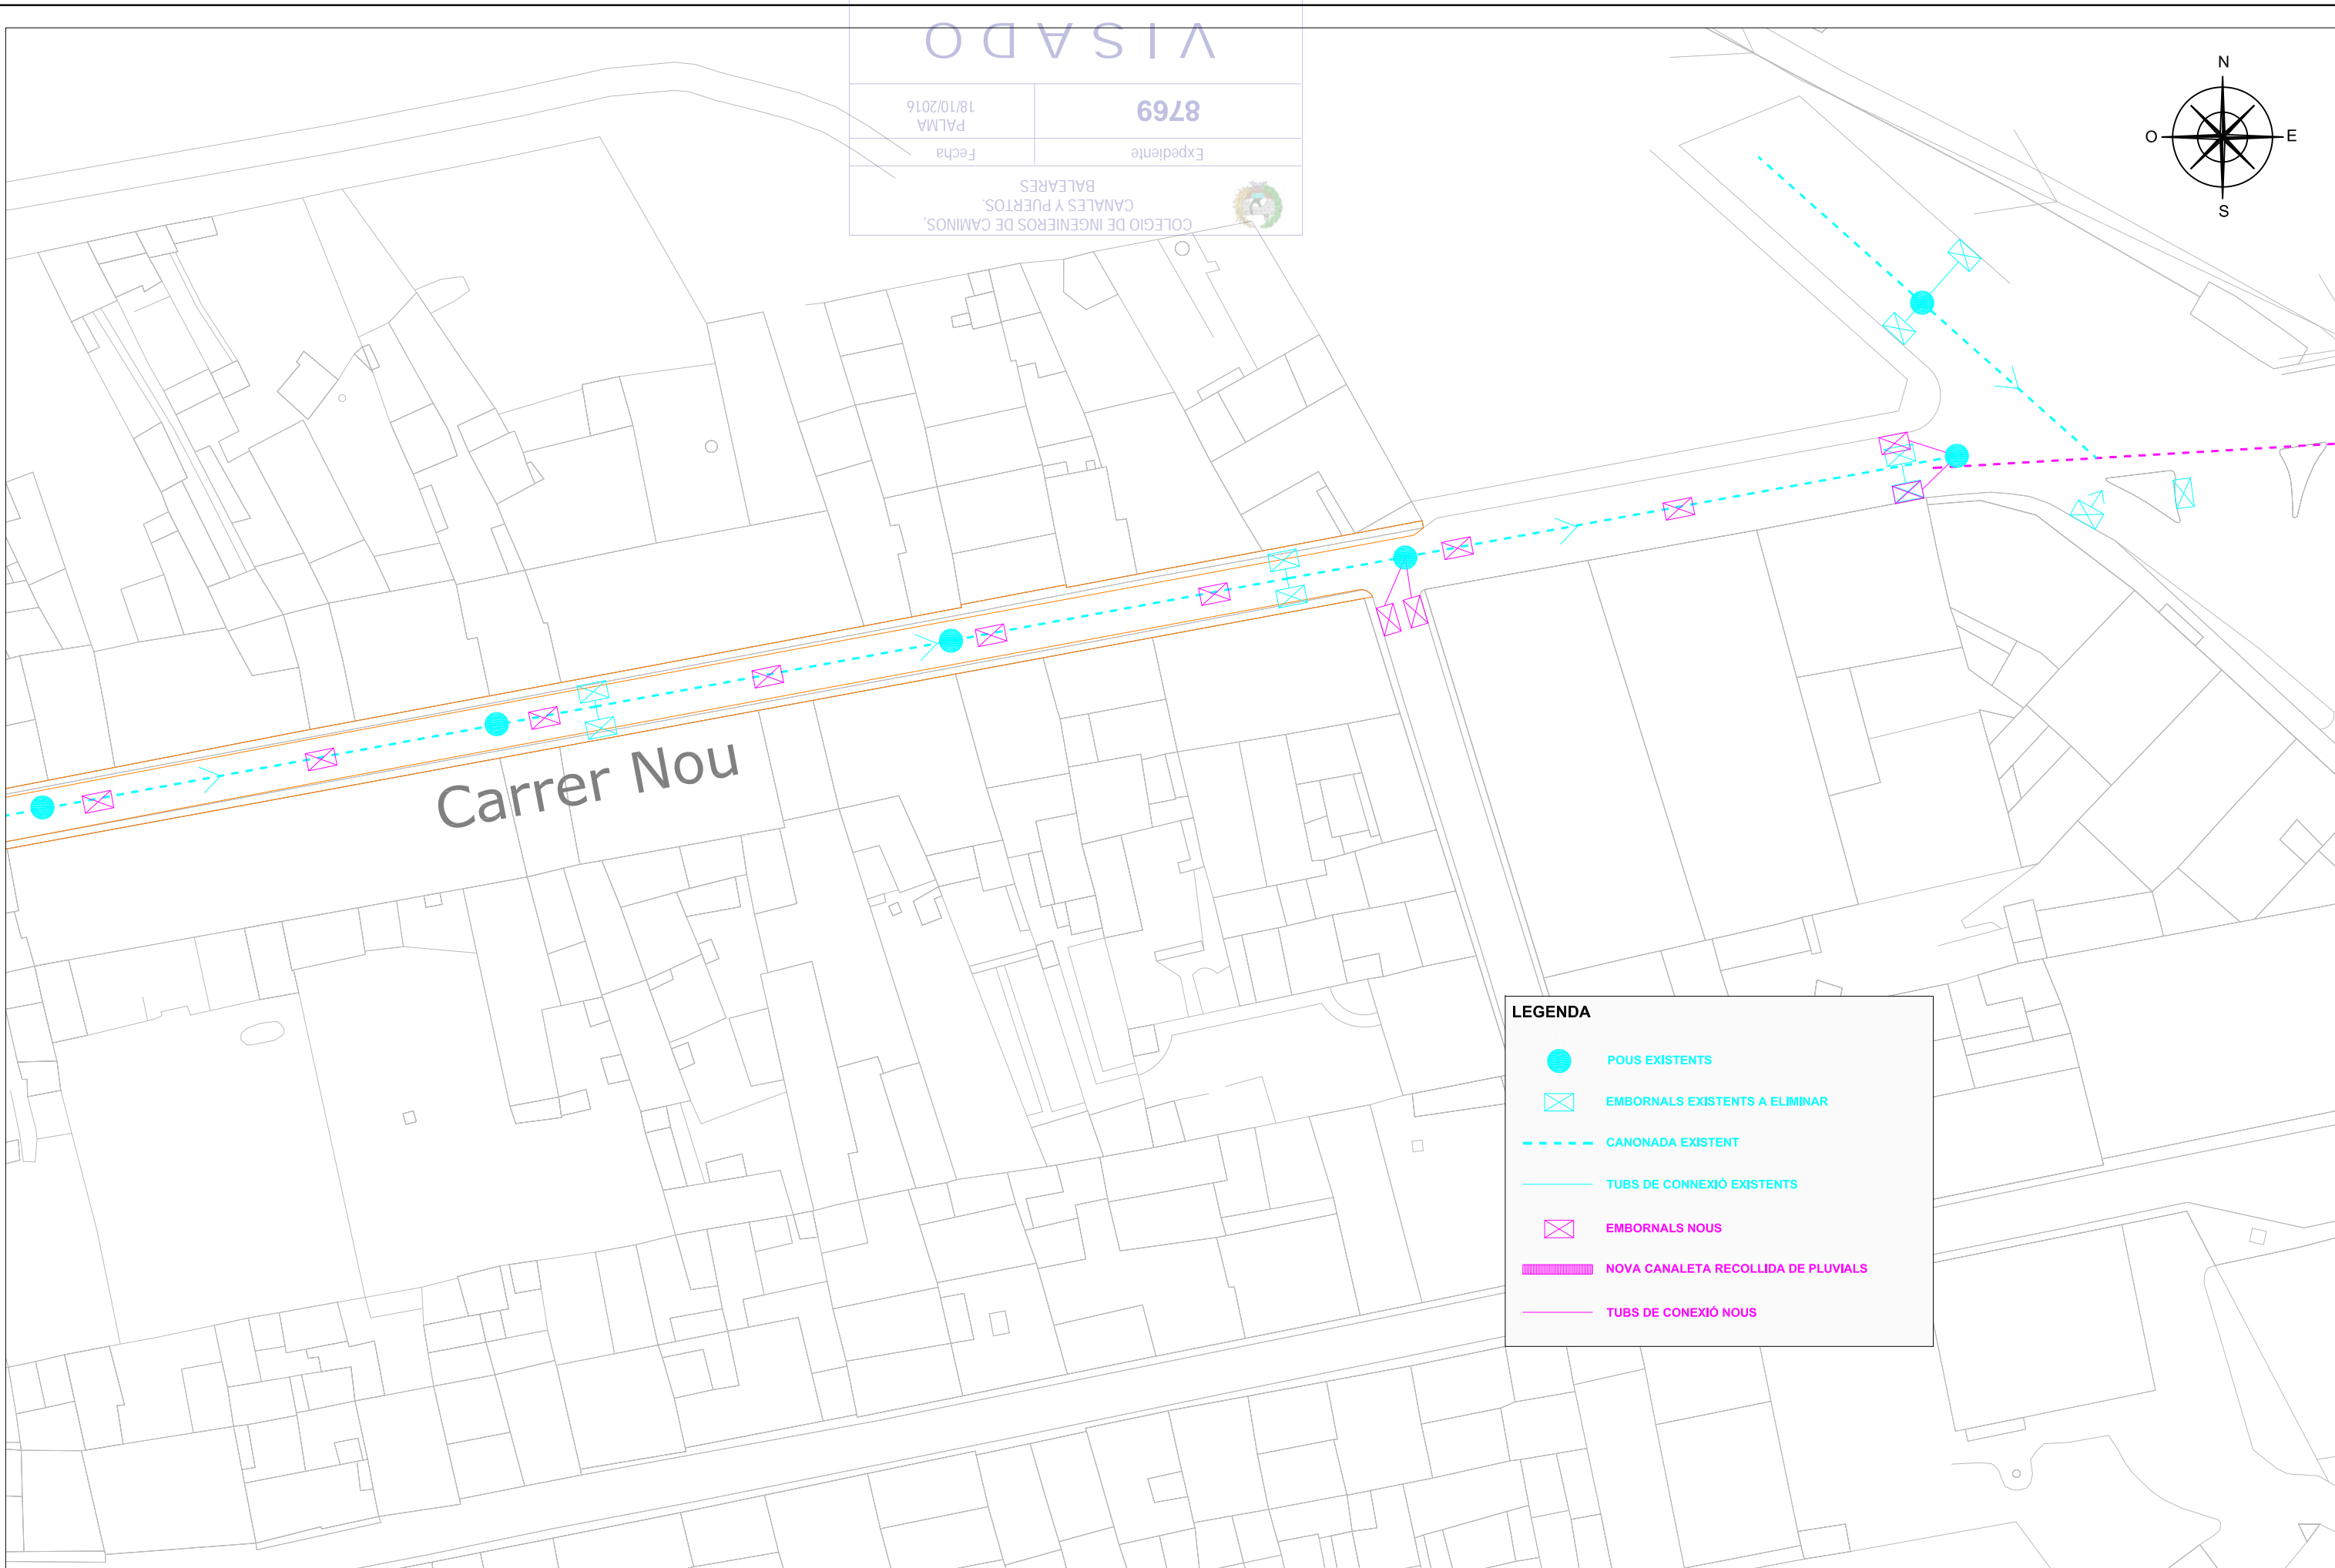 VISADO
8769
PALMA
18/10/2016
Expediente
Fecha
COLEGIO DE INGENIEROS DE CAMINOS,
CANALES Y PUERTOS.
BALEARES
N
O
E
S
Carrer Nou
LEGENDA
POUS EXISTENTS
EMBORNALS EXISTENTS A ELIMINAR
CANONADA EXISTENT
TUBS DE CONNEXIÓ EXISTENTS
EMBORNALS NOUS
NOVA CANALETA RECOLLIDA DE PLUVIALS
TUBS DE CONEXIÓ NOUS